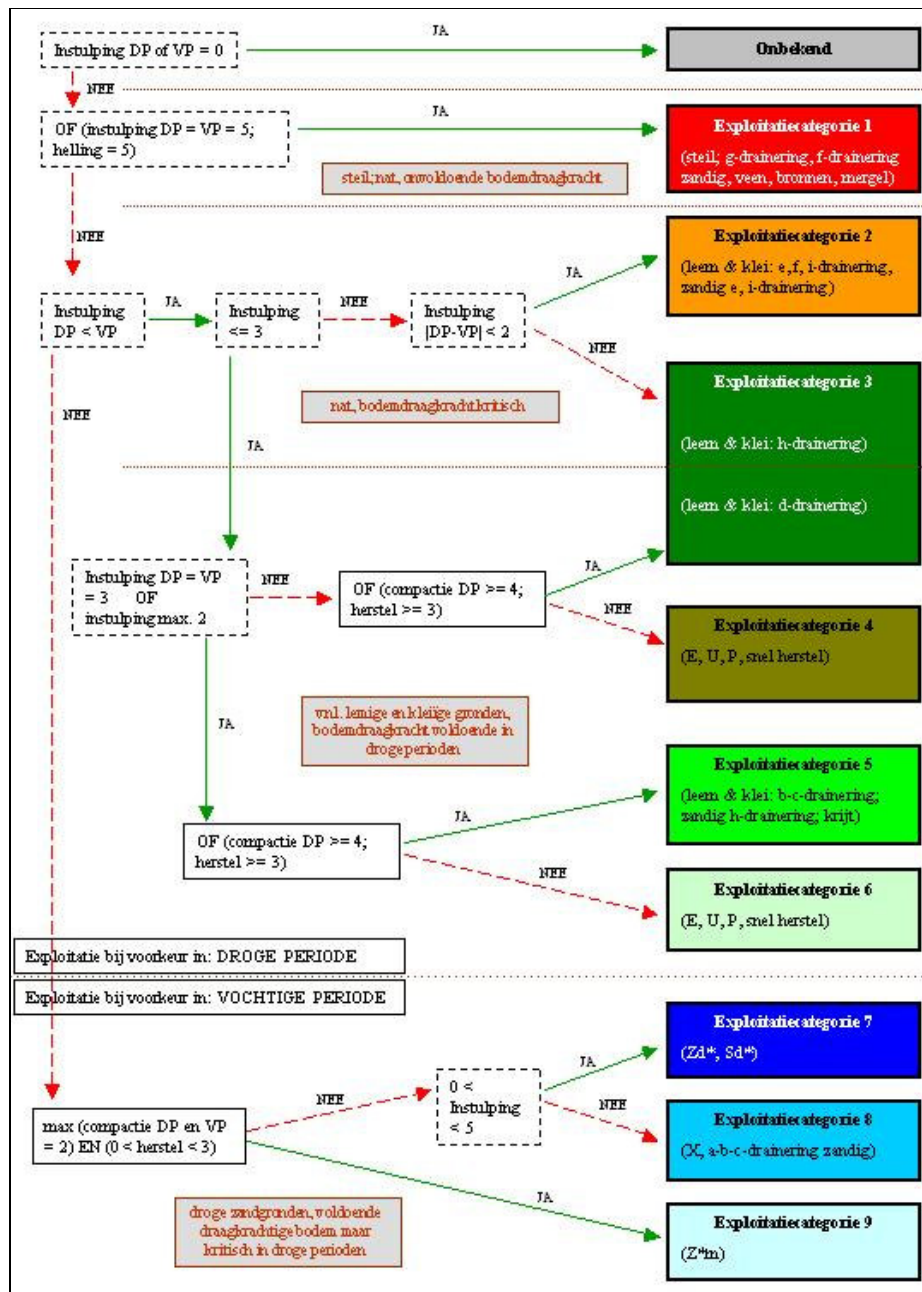 Instulping DP of VP = 0
JA
Onbekend
NEE
OF (instulping DP = VP = 5;
helling = 5)
JA
Exploitatiecategorie 1
(steil; g-drainering, f-drainering
zandig, veen, bronnen, mergel)
steil; nat, onvoldoende bodemdraagkracht
NEE
Exploitatiecategorie 2
(leem & klei: e,f, i-drainering,
zandig e, i-drainering)
Instulping
DP < VP
JA
Instulping
<= 3
NEE
Instulping
|DP-VP| < 2
JA
NEE
Exploitatiecategorie 3
(leem & klei: h-drainering)
(leem & klei: d-drainering)
nat, bodemdraagkracht kritisch
NEE
JA
Instulping DP = VP
= 3 OF
instulping max. 2
NEE
OF (compactie DP >= 4;
herstel >= 3)
JA
NEE
Exploitatiecategorie 4
(E, U, P, snel herstel)
vnl. lemige en kleiige gronden,
bodemdraagkracht voldoende in
droge perioden
JA
Exploitatiecategorie 5
(leem & klei: b-c-drainering;
zandig h-drainering; krijt)
OF (compactie DP >= 4;
herstel >= 3)
JA
NEE
Exploitatiecategorie 6
(E, U, P, snel herstel)
Exploitatie bij voorkeur in: DROGE PERIODE
Exploitatie bij voorkeur in: VOCHTIGE PERIODE
Exploitatiecategorie 7
(Zd*, Sd*)
max (compactie DP en VP
= 2) EN (0 < herstel < 3)
NEE
0 <
Instulping
< 5
JA
NEE
Exploitatiecategorie 8
(X, a-b-c-drainering zandig)
JA
Exploitatiecategorie 9
(Z*m)
droge zandgronden, voldoende
draagkrachtige bodem maar
kritisch in droge perioden